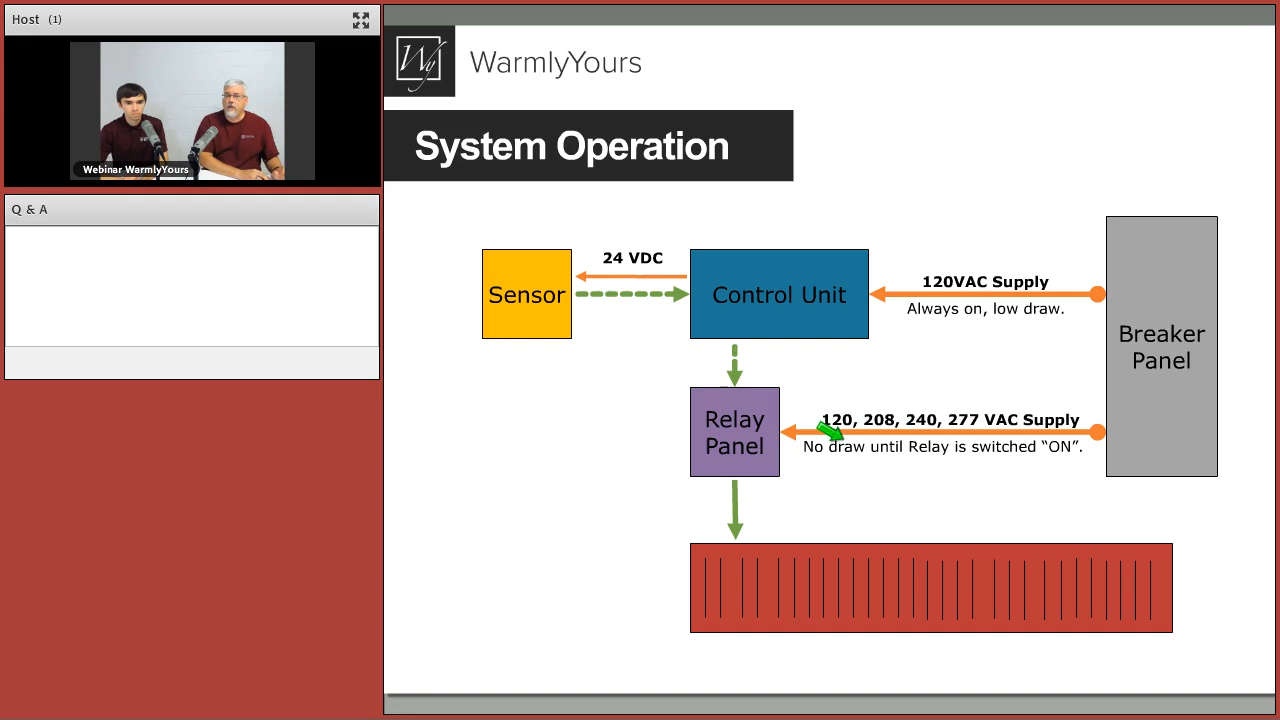 Host (1)
Webinar WarmlyYours
Q & A
Wy
WarmlyYours
System Operation
Sensor
24 VDC
Control Unit
120VAC Supply
Always on, low draw.
Breaker
Panel
Relay
Panel
120, 208, 240, 277 VAC Supply
No draw until Relay is switched “ON”.